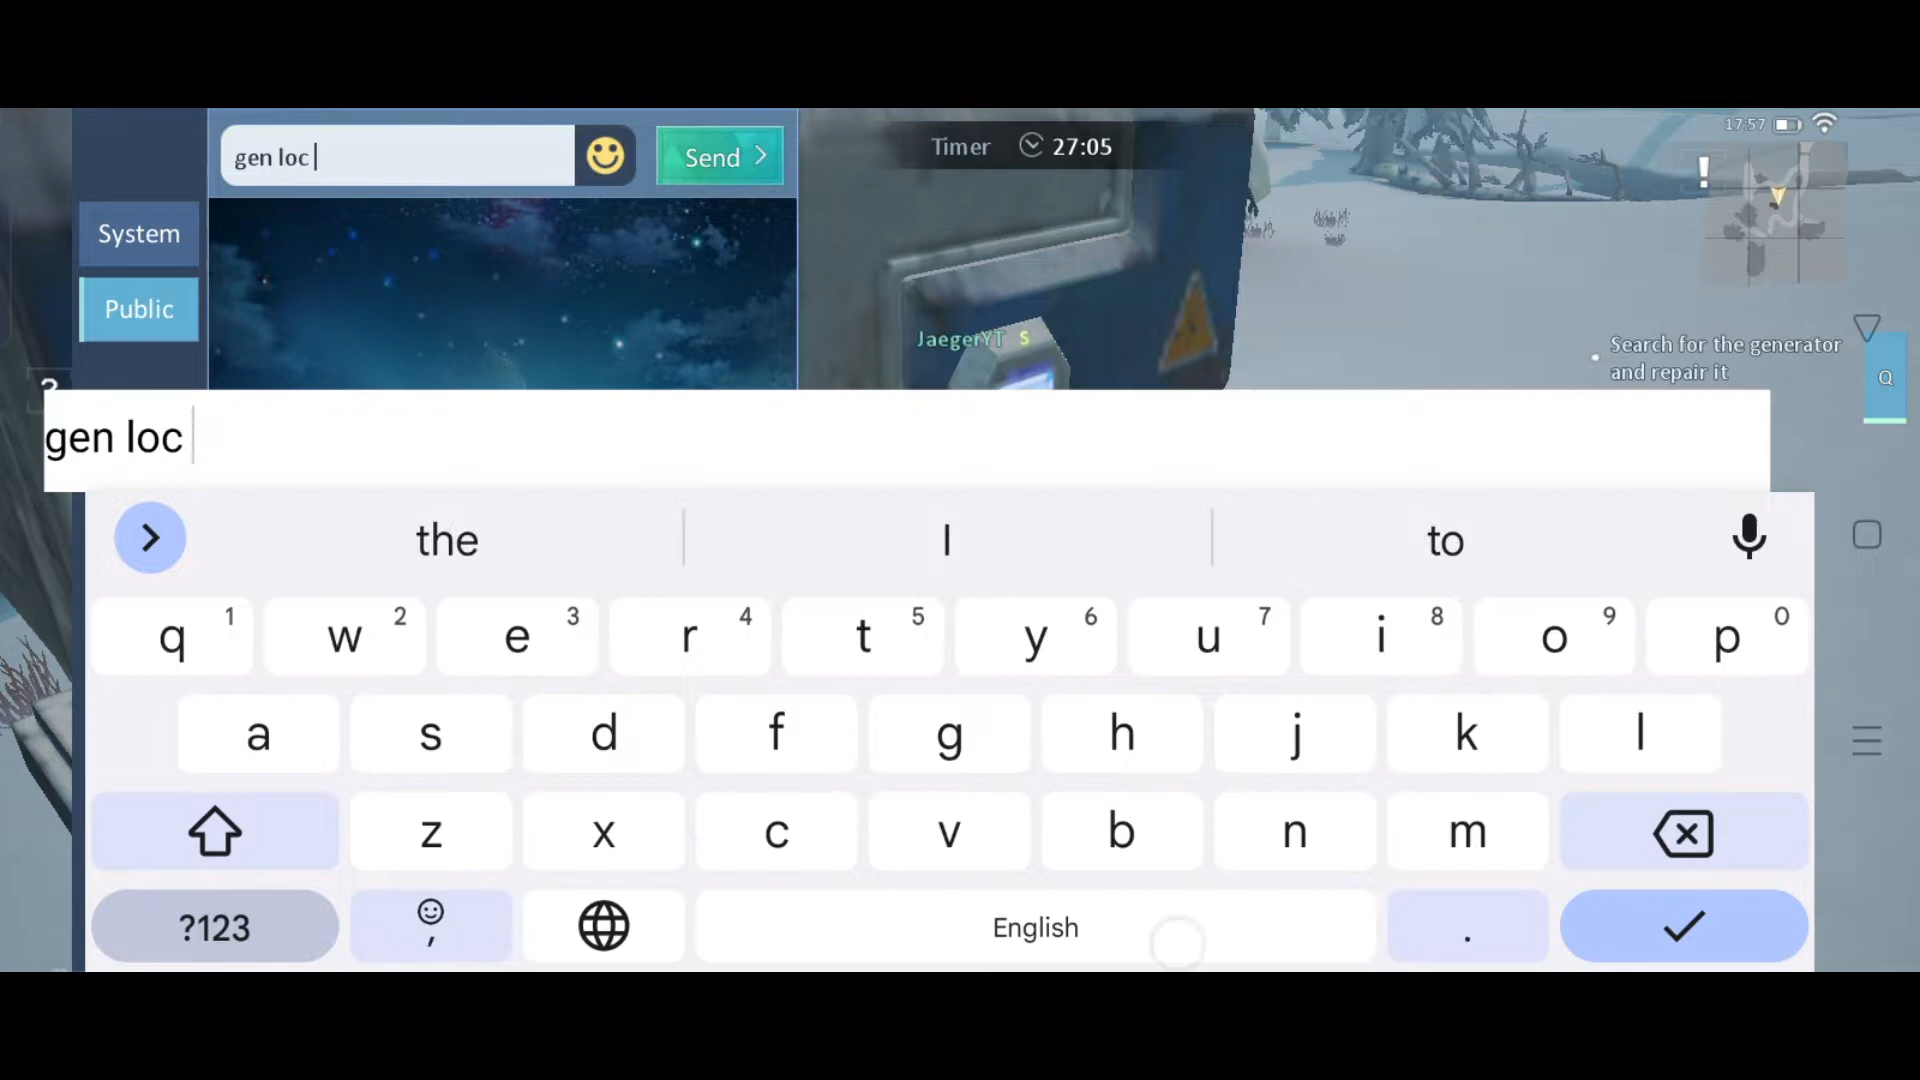 gen loc
Send
Timer 27:05
17:57
System
Public
JaegerYT S
Search for the generator
and repair it
Q
?
gen loc
the I to
q 1 w 2 e 3 r 4 t 5 y 6 u 7 i 8 o 9 p 0
a s d f g h j k l
z x c v b n m
?123 , English .